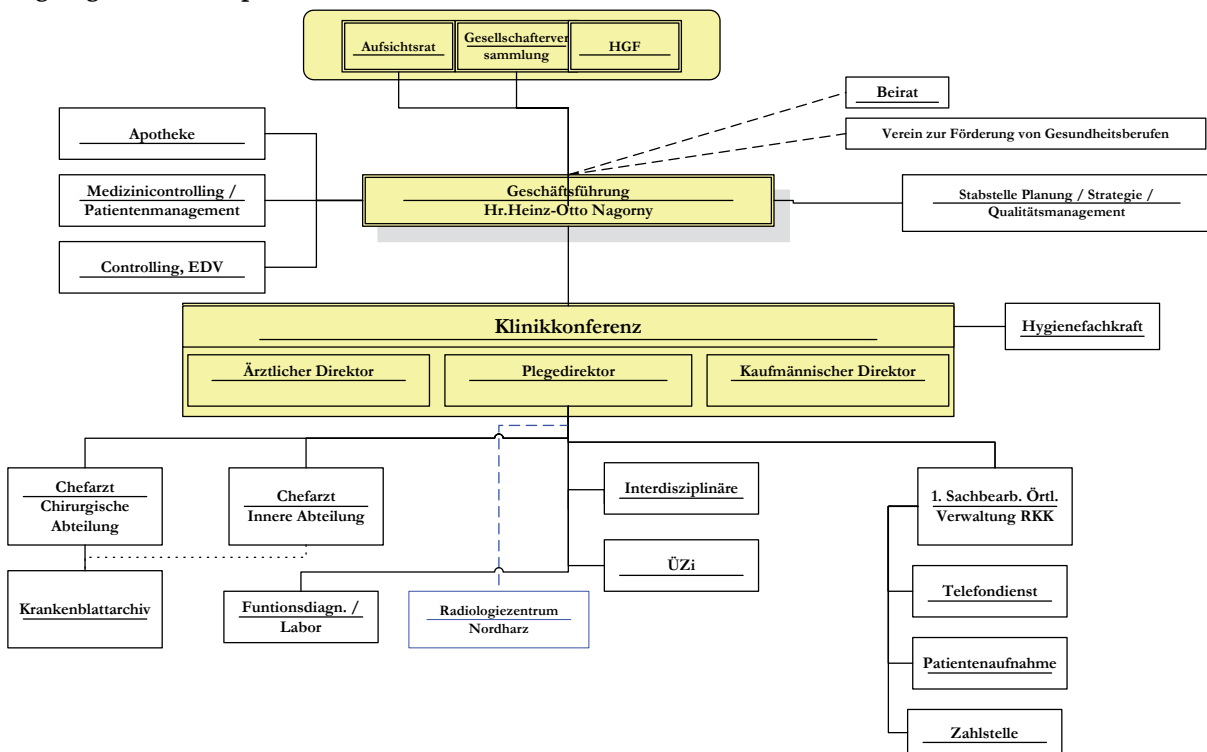 Aufsichtsrat
Gesellschafterver
sammlung
HGF
Beirat
Verein zur Förderung von Gesundheitsberufen
Apotheke
Medizinicontrolling /
Patientenmanagement
Controlling, EDV
Geschäftsführung
Hr.Heinz-Otto Nagorny
Stabstelle Planung / Strategie /
Qualitätsmanagement
Klinikkonferenz
Ärztlicher Direktor
Plegedirektor
Kaufmännischer Direktor
Hygienefachkraft
Chefarzt
Chirurgische
Abteilung
Chefarzt
Innere Abteilung
Interdisziplinäre
ÜZi
1. Sachbearb. Örtl.
Verwaltung RKK
Krankenblattarchiv
Funtionsdiagn. /
Labor
Radiologiezentrum
Nordharz
Telefondienst
Patientenaufnahme
Zahlstelle